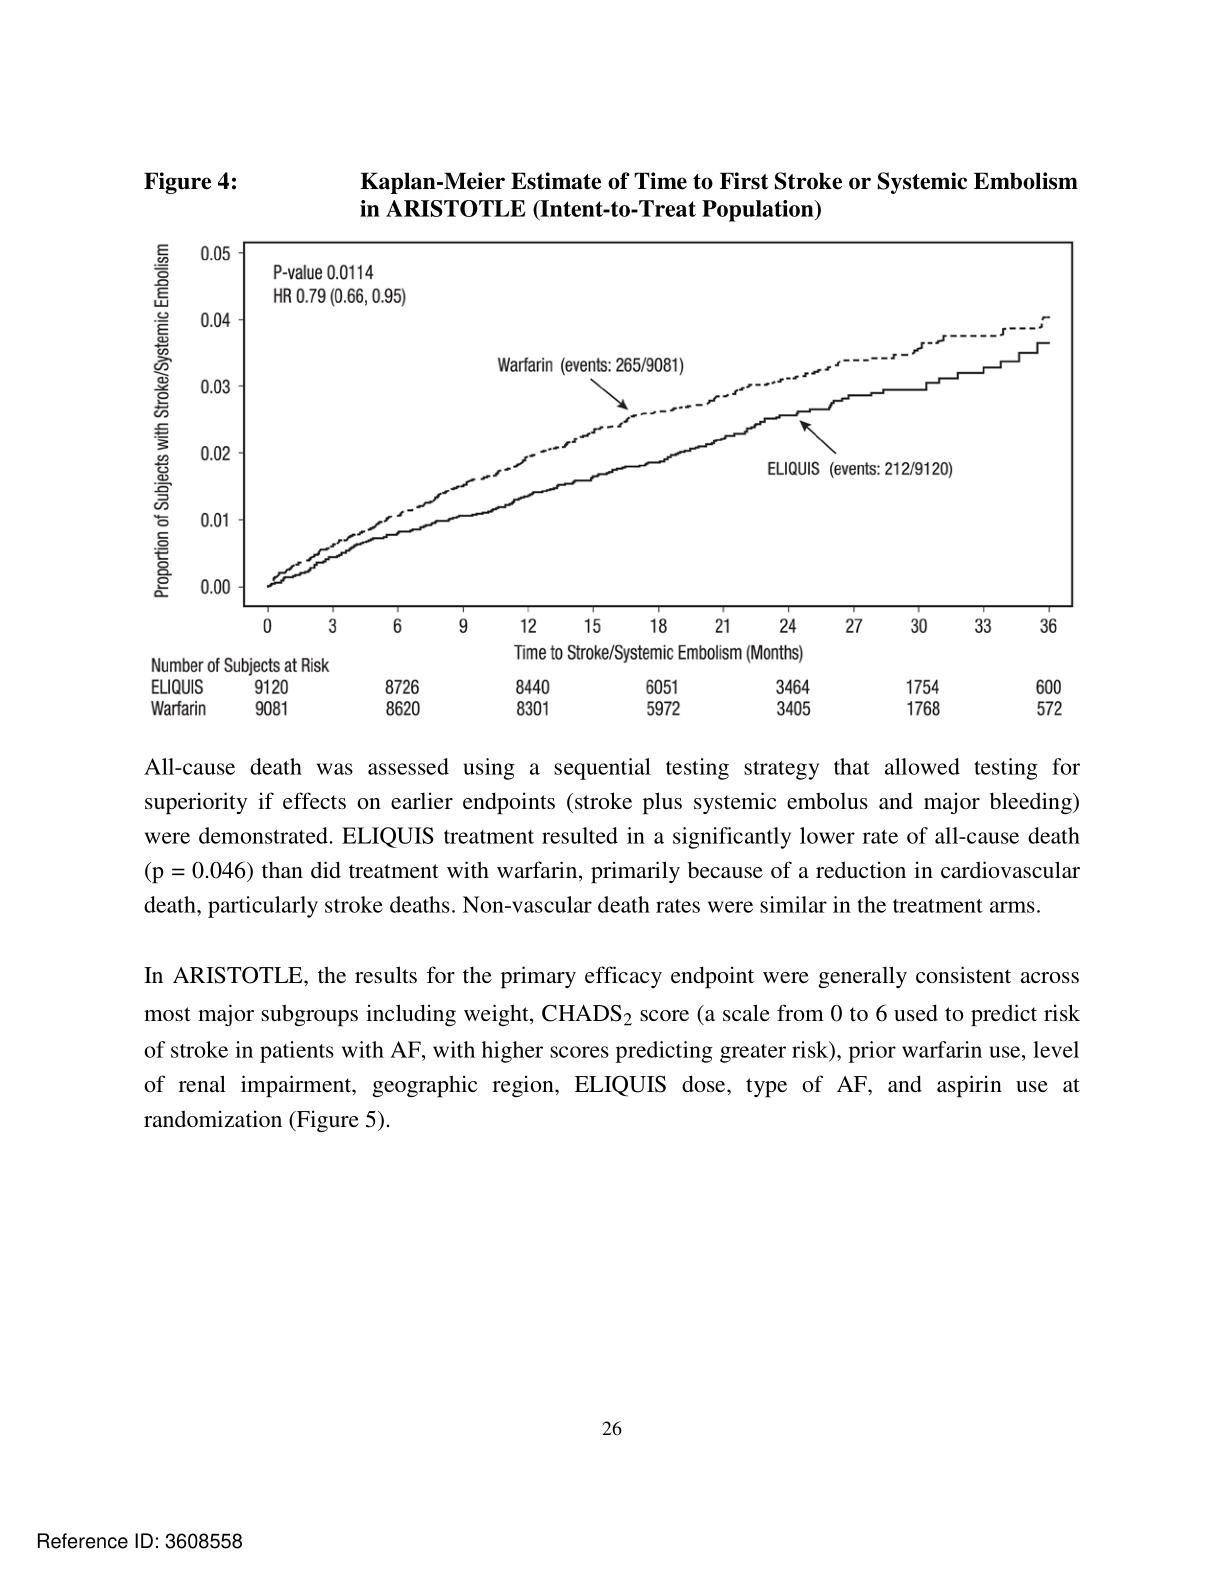 Figure 4: Kaplan-Meier Estimate of Time to First Stroke or Systemic Embolism
in ARISTOTLE (Intent-to-Treat Population)
Proportion of Subjects with Stroke/Systemic Embolism
0.05
0.04
0.03
0.02
0.01
0.00
P-value 0.0114
HR 0.79 (0.66, 0.95)
Warfarin (events: 265/9081)
ELIQUIS (events: 212/9120)
0 3 6 9 12 15 18 21 24 27 30 33 36
Time to Stroke/Systemic Embolism (Months)
Number of Subjects at Risk
ELIQUIS 9120 8726 8440 6051 3464 1754 600
Warfarin 9081 8620 8301 5972 3405 1768 572
All-cause death was assessed using a sequential testing strategy that allowed testing for
superiority if effects on earlier endpoints (stroke plus systemic embolus and major bleeding)
were demonstrated. ELIQUIS treatment resulted in a significantly lower rate of all-cause death
(p = 0.046) than did treatment with warfarin, primarily because of a reduction in cardiovascular
death, particularly stroke deaths. Non-vascular death rates were similar in the treatment arms.
In ARISTOTLE, the results for the primary efficacy endpoint were generally consistent across
most major subgroups including weight, CHADS2 score (a scale from 0 to 6 used to predict risk
of stroke in patients with AF, with higher scores predicting greater risk), prior warfarin use, level
of renal impairment, geographic region, ELIQUIS dose, type of AF, and aspirin use at
randomization (Figure 5).
26
Reference ID: 3608558